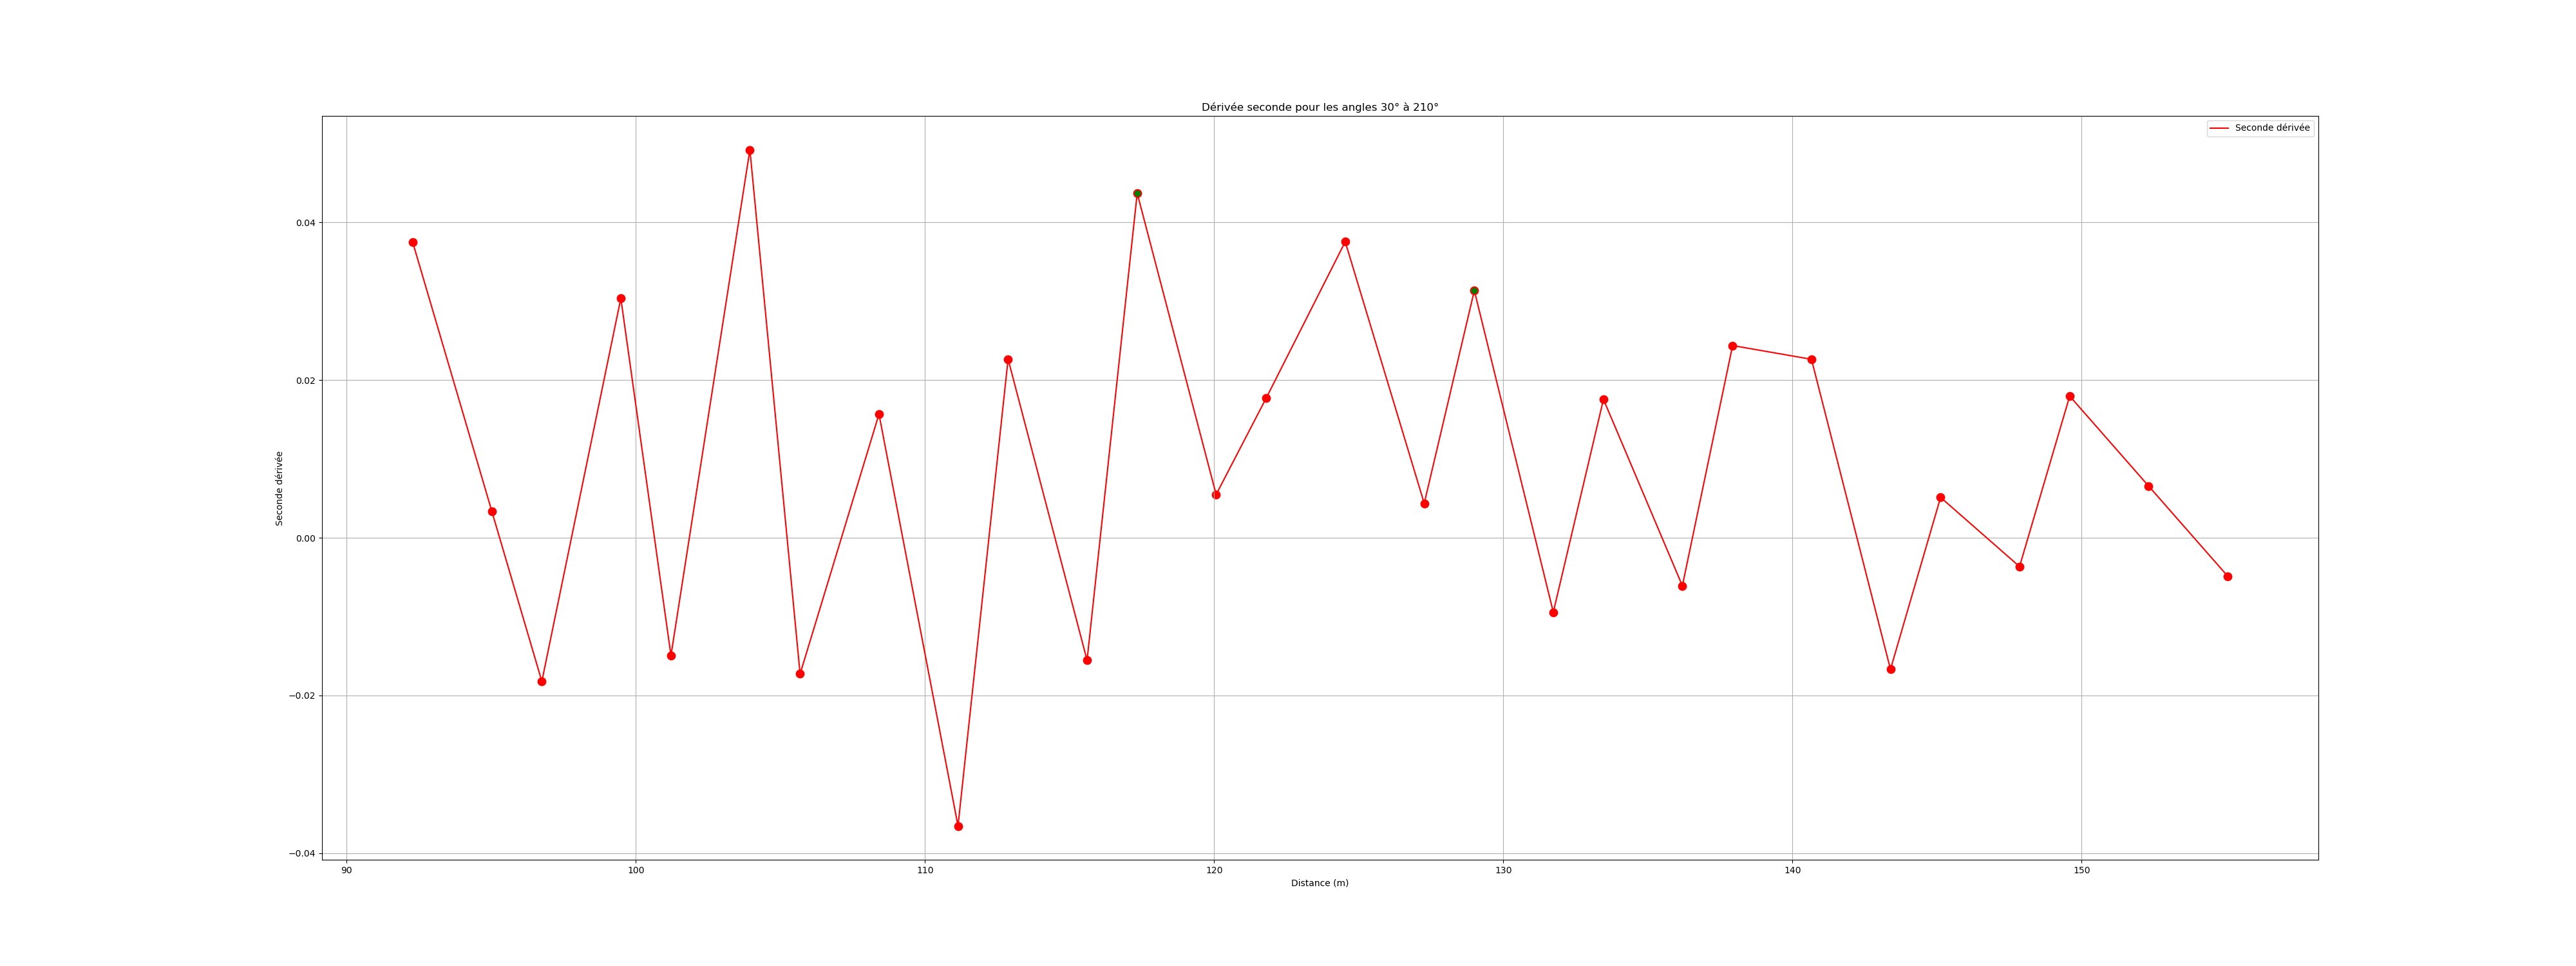 Dérivée seconde pour les angles 30° à 210°
Seconde dérivée
0.04
0.02
0.00
−0.02
−0.04
Seconde dérivée
90 100 110 120 130 140 150
Distance (m)